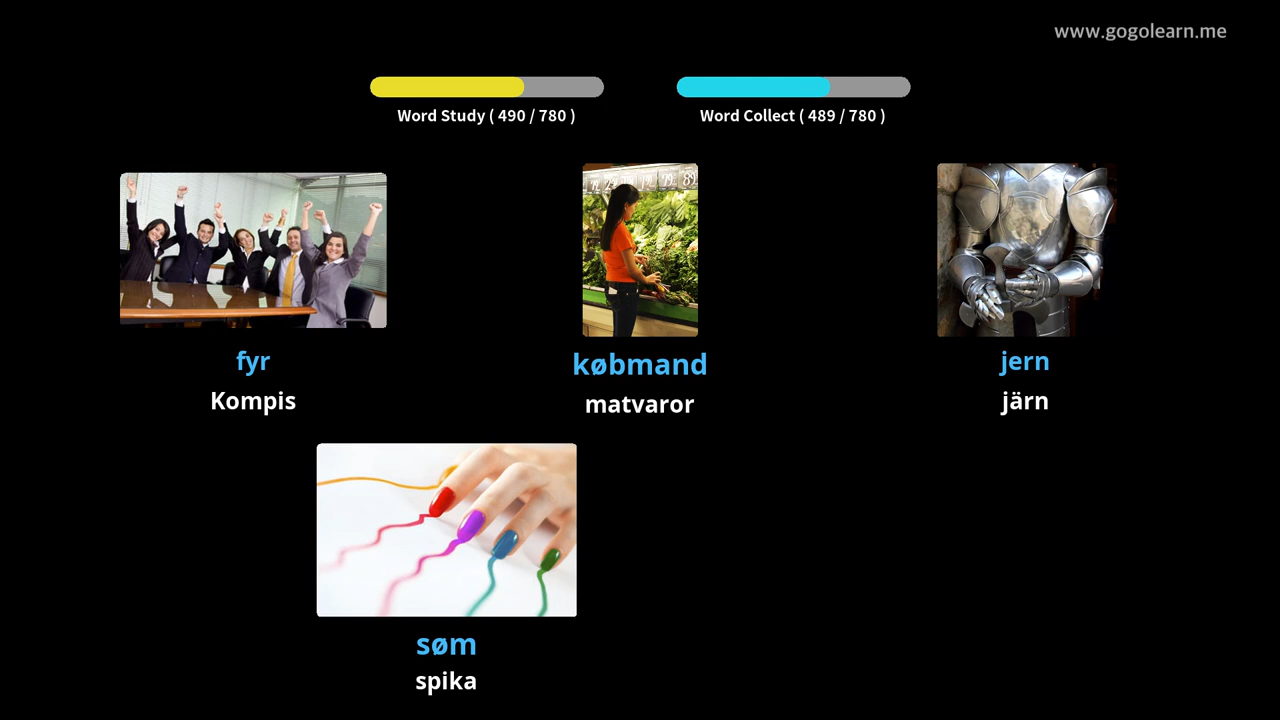 www.gogolearn.me
Word Study ( 490 / 780 )
Word Collect ( 489 / 780 )
fyr
Kompis
købmand
matvaror
jern
järn
søm
spika